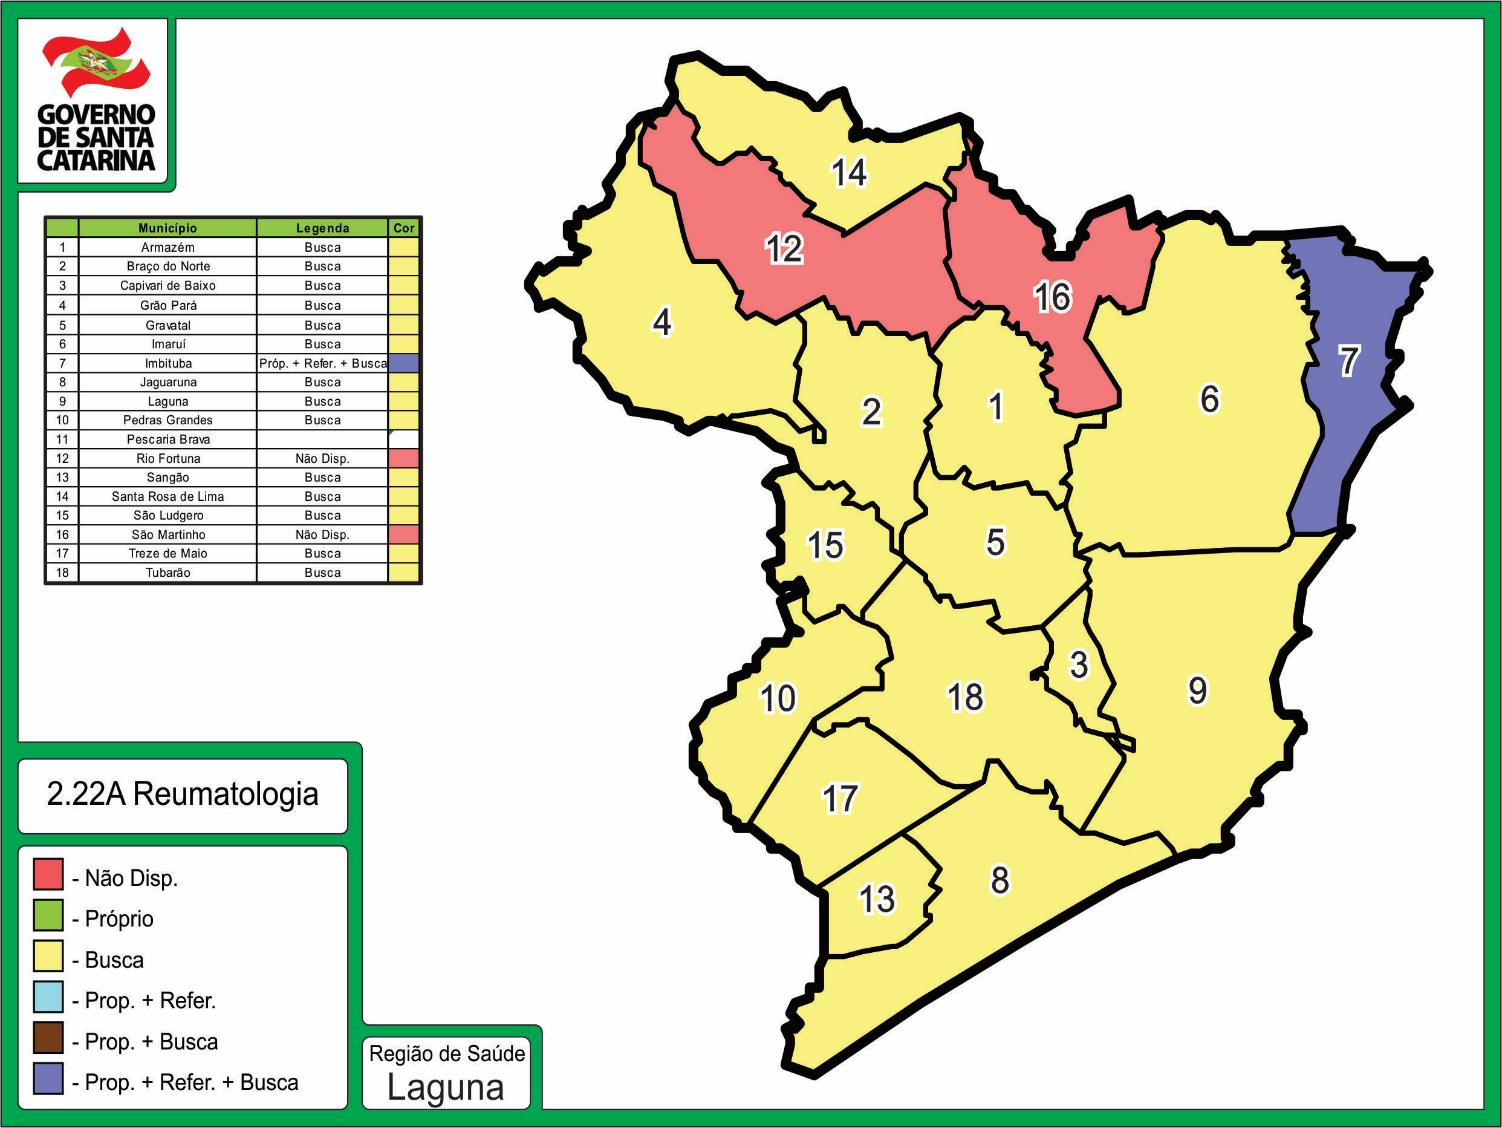 GOVERNO
DE SANTA
CATARINA
Município Legenda Cor
1 Armazém Busca
2 Braço do Norte Busca
3 Capivari de Baixo Busca
4 Grão Pará Busca
5 Gravatal Busca
6 Imaruí Busca
7 Imbituba Próp. + Refer. + Busca
8 Jaguaruna Busca
9 Laguna Busca
10 Pedras Grandes Busca
11 Pescaria Brava
12 Rio Fortuna Não Disp.
13 Sangão Busca
14 Santa Rosa de Lima Busca
15 São Ludgero Busca
16 São Martinho Não Disp.
17 Treze de Maio Busca
18 Tubarão Busca
14
12
16
4
7
6
2
1
5
15
3
9
10
18
17
8
13
2.22A Reumatologia
- Não Disp.
- Próprio
- Busca
- Prop. + Refer.
- Prop. + Busca
- Prop. + Refer. + Busca
Região de Saúde
Laguna